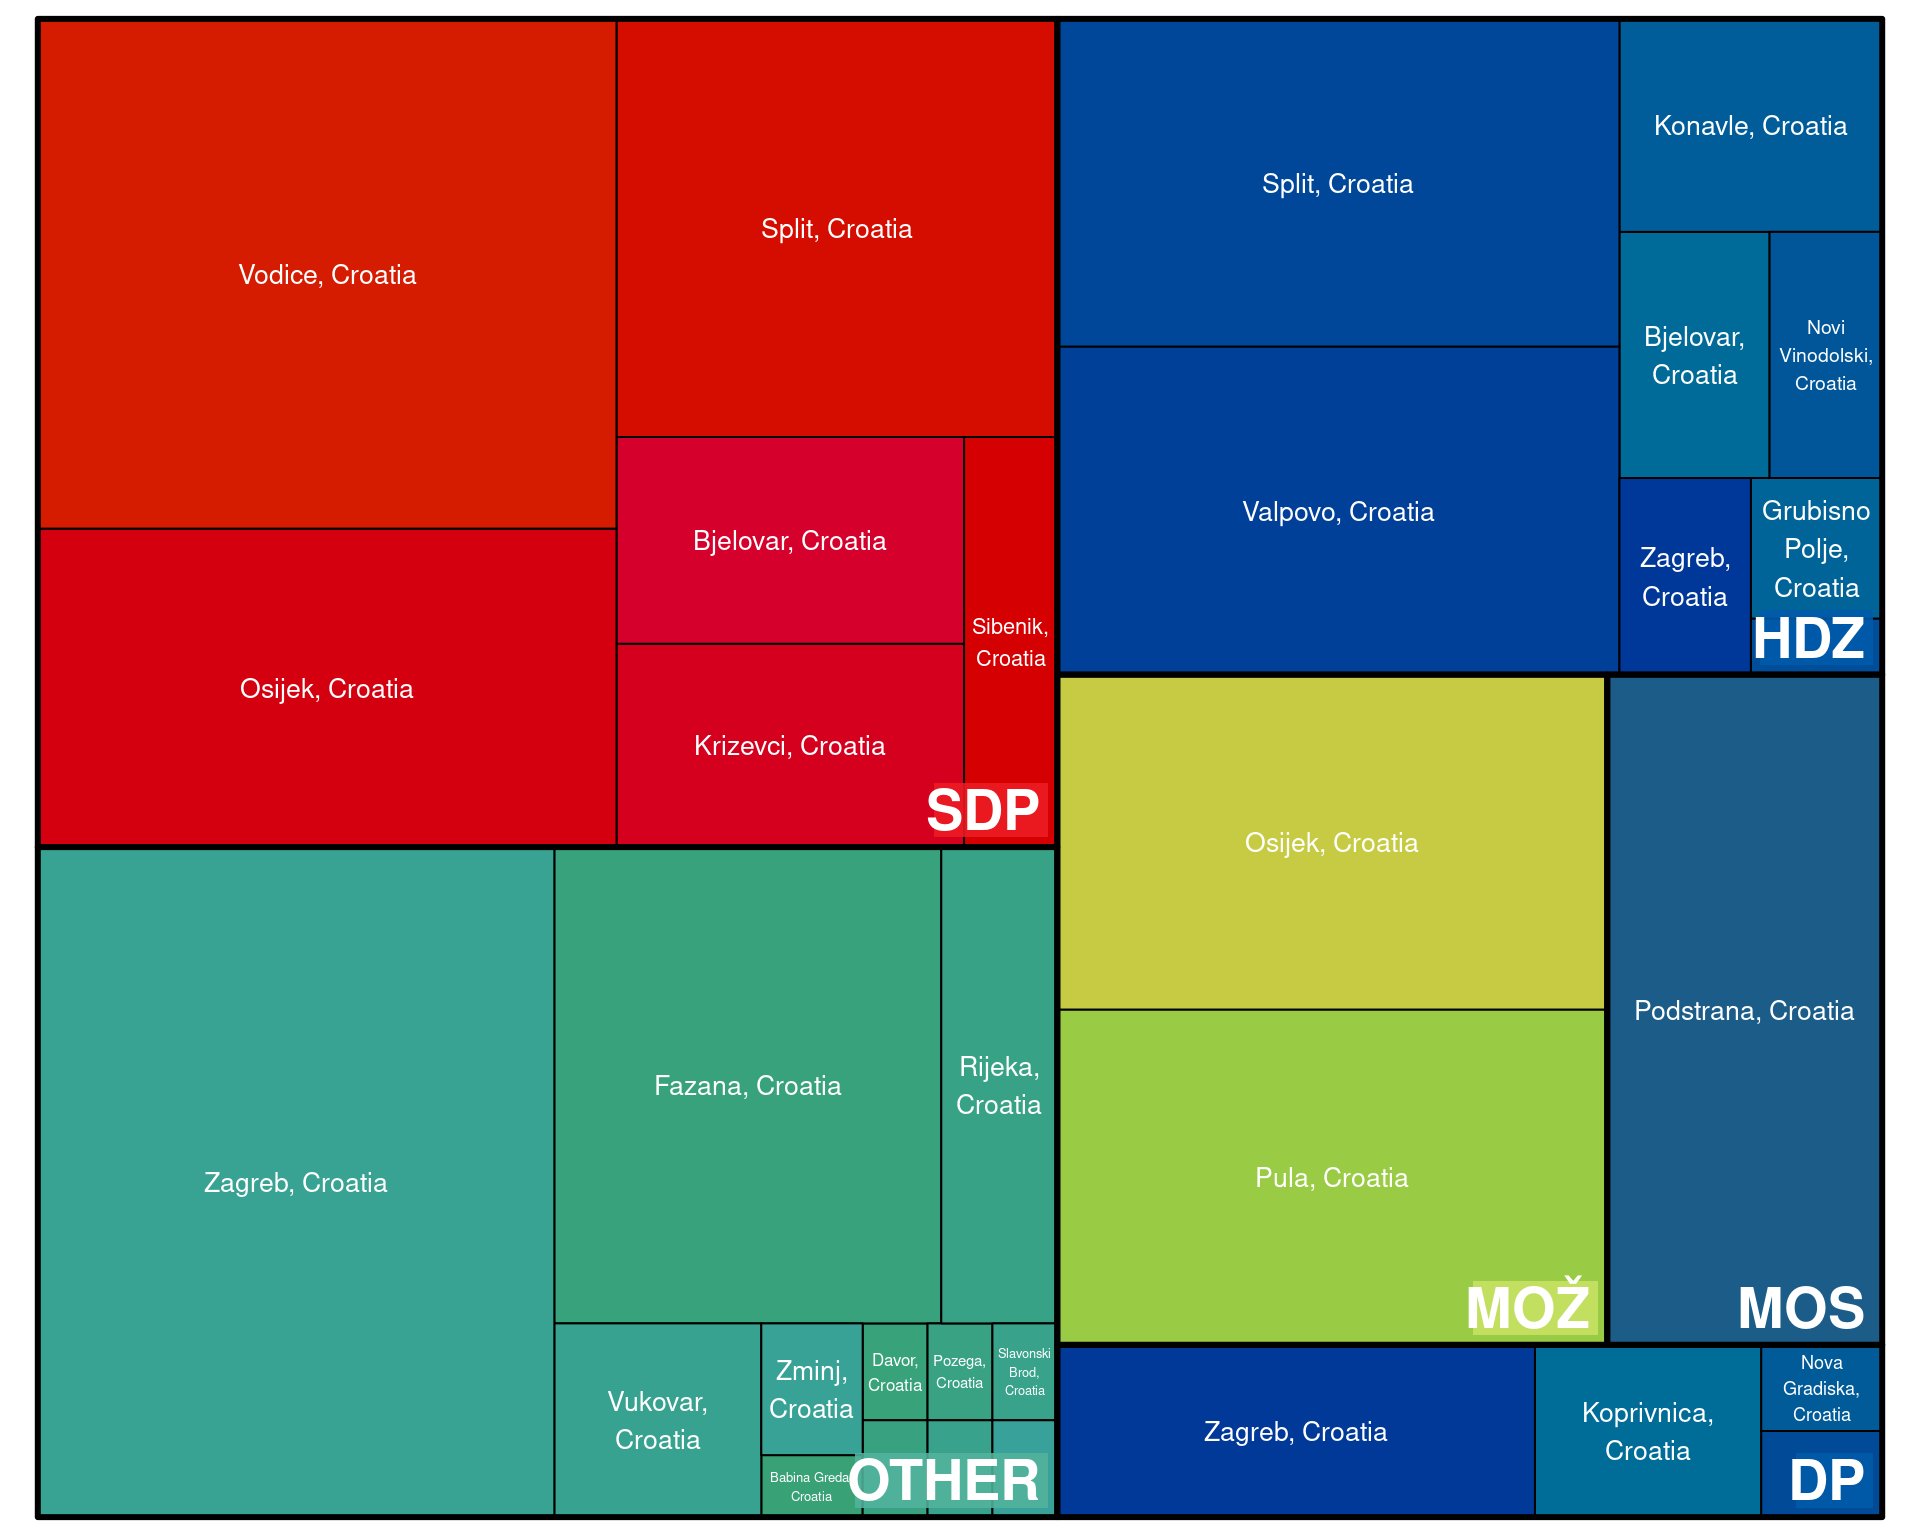 Vodice, Croatia
Split, Croatia
Osijek, Croatia
Bjelovar, Croatia
Krizevci, Croatia
Sibenik,
Croatia
SDP
Zagreb, Croatia
Fazana, Croatia
Rijeka,
Croatia
Vukovar,
Croatia
Zminj,
Croatia
Babina Greda,
Croatia
Davor,
Croatia
Pozega,
Croatia
Slavonski
Brod,
Croatia
OTHER
Split, Croatia
Valpovo, Croatia
Konavle, Croatia
Bjelovar,
Croatia
Novi
Vinodolski,
Croatia
Zagreb,
Croatia
Grubisno
Polje,
Croatia
HDZ
Osijek, Croatia
Pula, Croatia
MOŽ
Podstrana, Croatia
MOS
Zagreb, Croatia
Koprivnica,
Croatia
Nova
Gradiska,
Croatia
DP